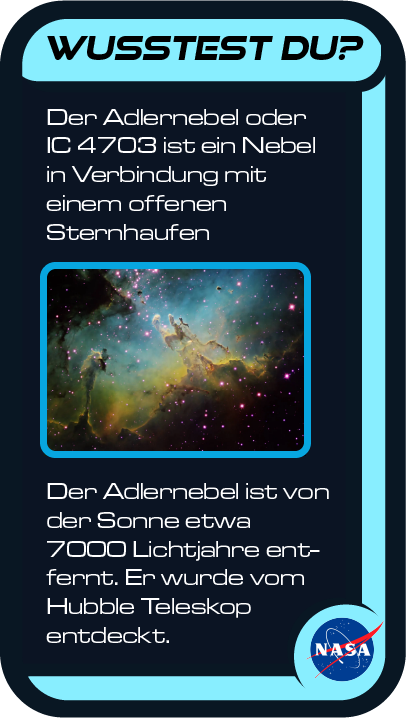 WUSSTEST DU?
Der Adlernebel oder
IC 4703 ist ein Nebel
in Verbindung mit
einem offenen
Sternhaufen
Der Adlernebel ist von
der Sonne etwa
7000 Lichtjahre ent-
fernt. Er wurde vom
Hubble Teleskop
entdeckt.
NASA